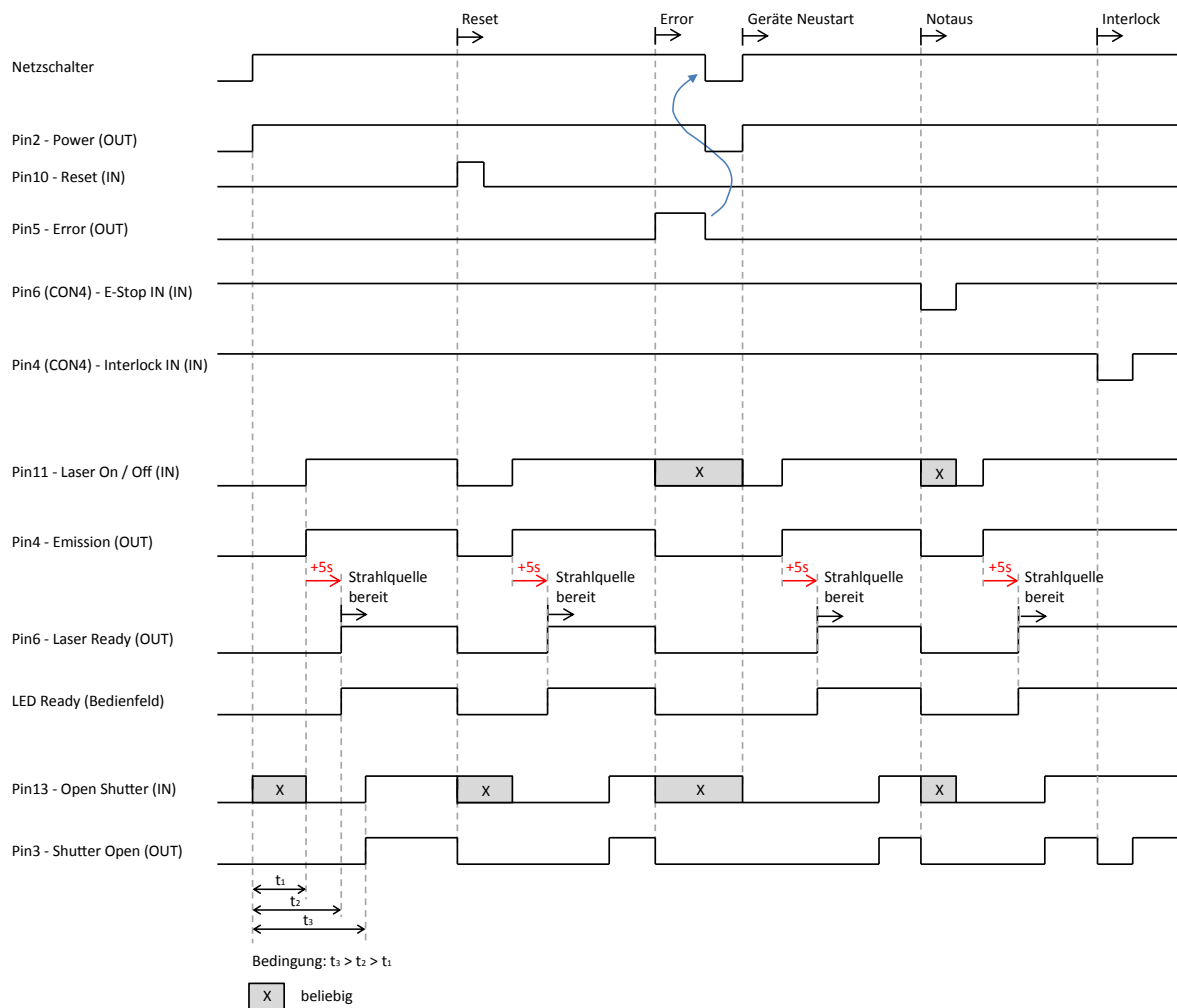 Reset
Error
Geräte Neustart
Notaus
Interlock
Netzschalter
Pin2 - Power (OUT)
Pin10 - Reset (IN)
Pin5 - Error (OUT)
Pin6 (CON4) - E-Stop IN (IN)
Pin4 (CON4) - Interlock IN (IN)
Pin11 - Laser On / Off (IN)
X
X
Pin4 - Emission (OUT)
+5s
Strahlquelle
bereit
+5s
Strahlquelle
bereit
+5s
Strahlquelle
bereit
+5s
Strahlquelle
bereit
Pin6 - Laser Ready (OUT)
LED Ready (Bedienfeld)
Pin13 - Open Shutter (IN)
X
X
X
X
Pin3 - Shutter Open (OUT)
t₁
t₂
t₃
Bedingung: t₃ > t₂ > t₁
X beliebig